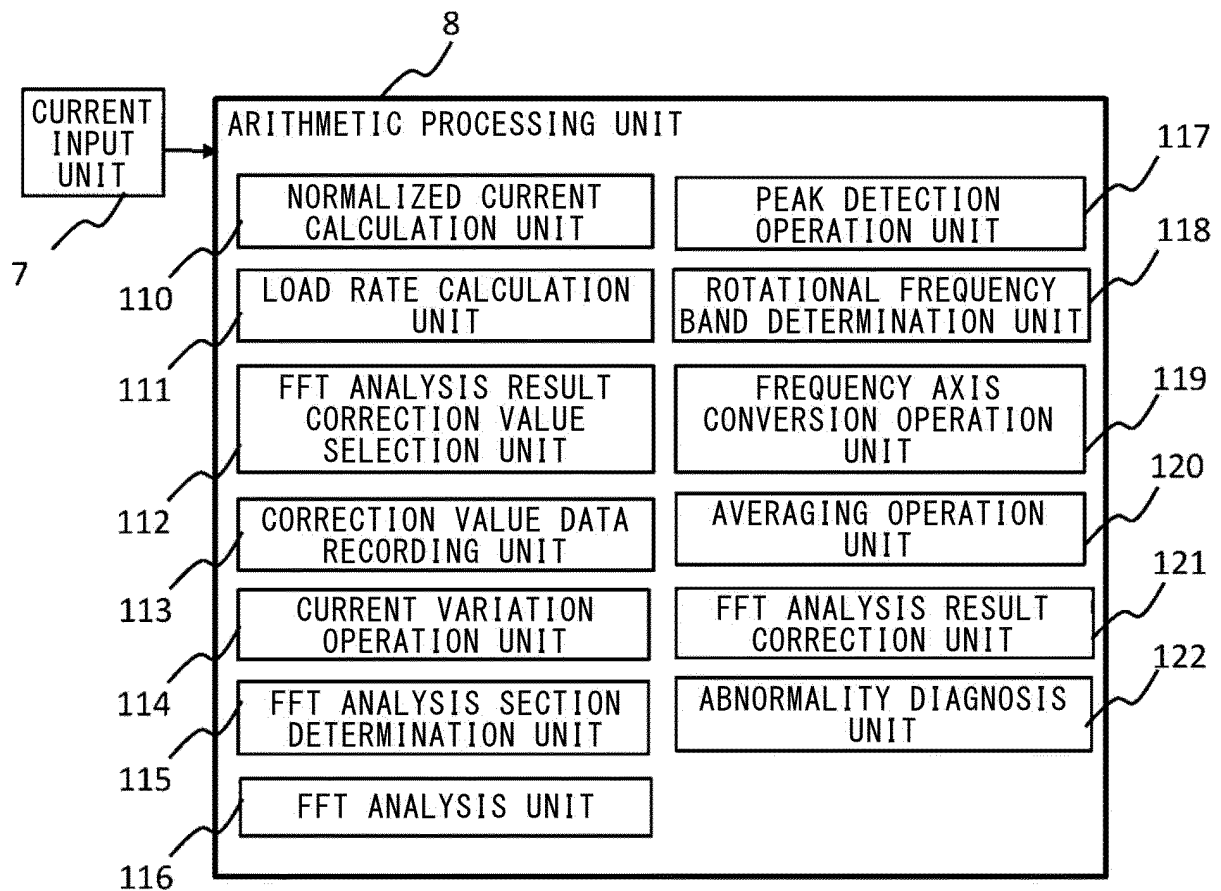 8
CURRENT
INPUT
UNIT
7
ARITHMETIC PROCESSING UNIT
NORMALIZED CURRENT
CALCULATION UNIT
110
LOAD RATE CALCULATION
UNIT
111
FFT ANALYSIS RESULT
CORRECTION VALUE
SELECTION UNIT
112
CORRECTION VALUE DATA
RECORDING UNIT
113
CURRENT VARIATION
OPERATION UNIT
114
FFT ANALYSIS SECTION
DETERMINATION UNIT
115
FFT ANALYSIS UNIT
116
PEAK DETECTION
OPERATION UNIT
117
ROTATIONAL FREQUENCY
BAND DETERMINATION UNIT
118
FREQUENCY AXIS
CONVERSION OPERATION
UNIT
119
AVERAGING OPERATION
UNIT
120
FFT ANALYSIS RESULT
CORRECTION UNIT
121
ABNORMALITY DIAGNOSIS
UNIT
122